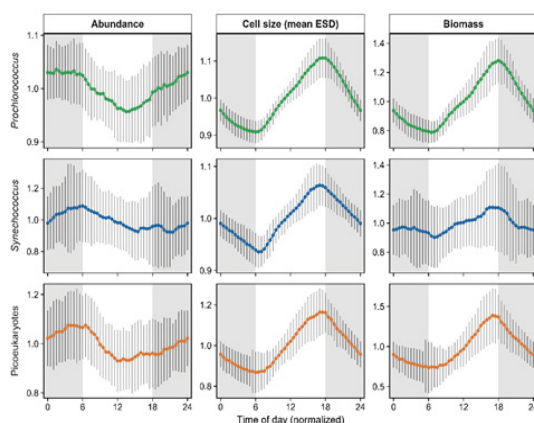 Abundance
Cell size (mean ESD)
Biomass
Prochlorococcus
1.1
1.0
0.9
1.1
1.0
0.9
1.4
1.2
1.0
0.8
Synechococcus
1.2
1.0
0.8
1.1
1.0
0.9
1.4
1.2
1.0
0.8
Picoeukaryotes
1.2
1.0
0.8
1.2
1.0
0.8
1.5
1.0
0.5
0 6 12 18 24
0 6 12 18 24
0 6 12 18 24
Time of day (normalized)